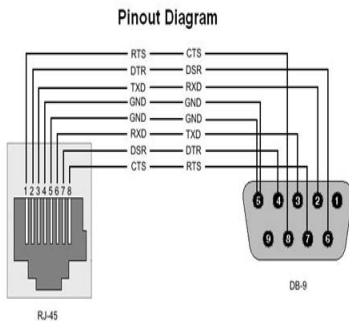 Pinout Diagram
RTS CTS
DTR DSR
TXD RXD
GND GND
GND GND
RXD TXD
DSR DTR
CTS RTS
1 2 3 4 5 6 7 8
5 4 3 2 1
9 8 7 6
RJ-45
DB-9